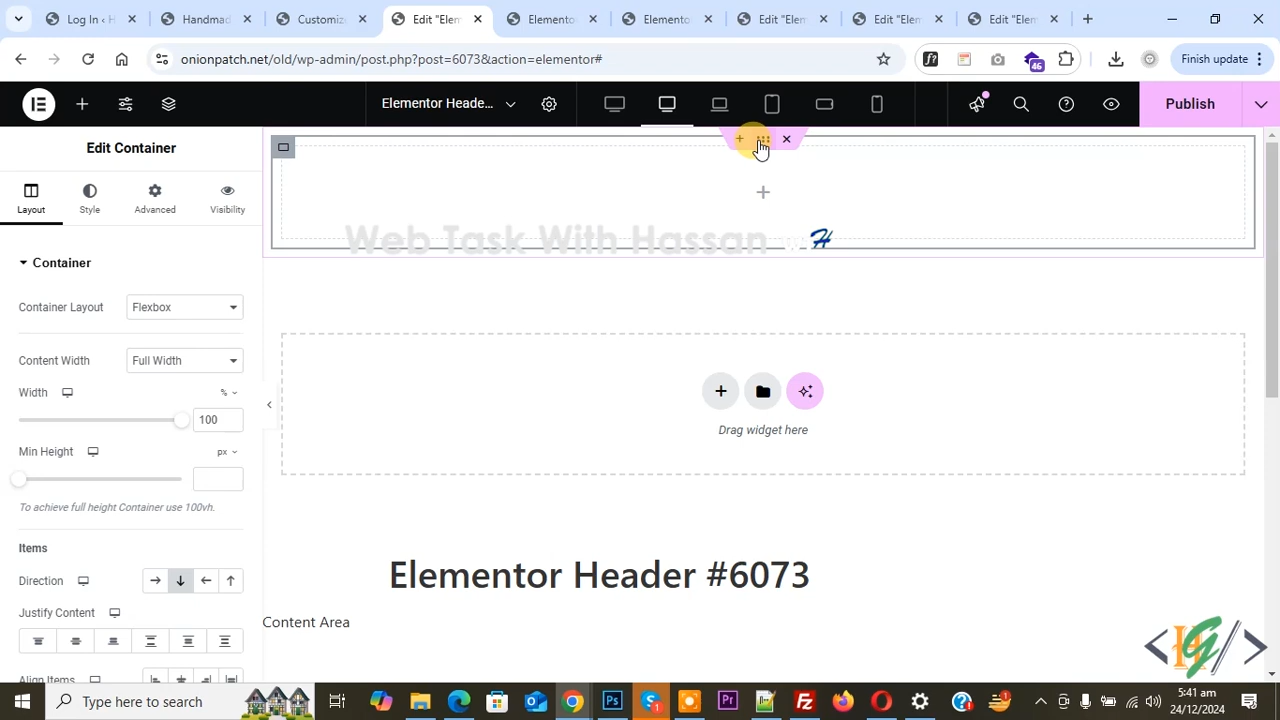 Log In ‹ H
Handmad
Customiz
Edit "Elem
Elemento
Elemento
Edit "Elem
Edit "Elem
Edit "Elem
onionpatch.net/old/wp-admin/post.php?post=6073&action=elementor#
46
Finish update
Elementor Heade...
Publish
Edit Container
Layout
Style
Advanced
Visibility
Container
Container Layout
Flexbox
Content Width
Full Width
Width
%
100
Min Height
px
To achieve full height Container use 100vh.
Items
Direction
Justify Content
Align Items
Web Task With Hassan
Drag widget here
Elementor Header #6073
Content Area
Type here to search
5:41 am
24/12/2024